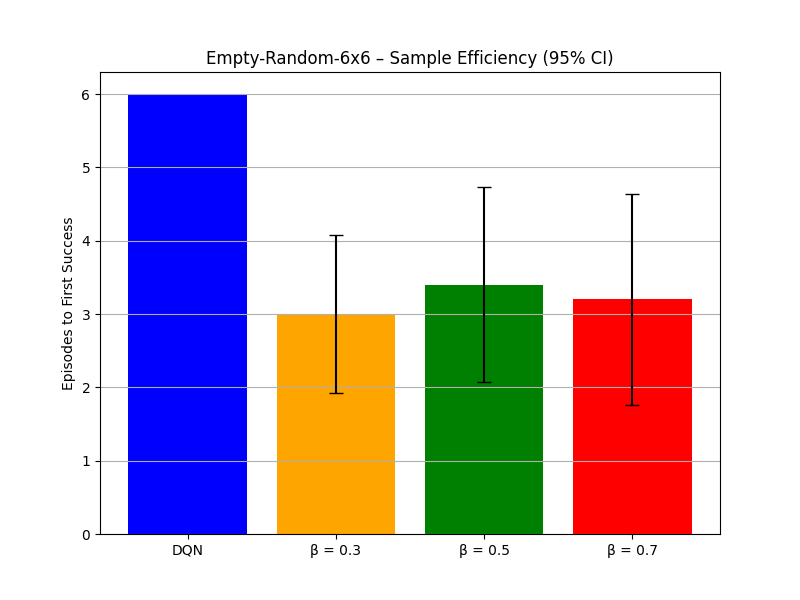 Empty-Random-6x6 – Sample Efficiency (95% CI)
Episodes to First Success
6
5
4
3
2
1
0
DQN
β = 0.3
β = 0.5
β = 0.7